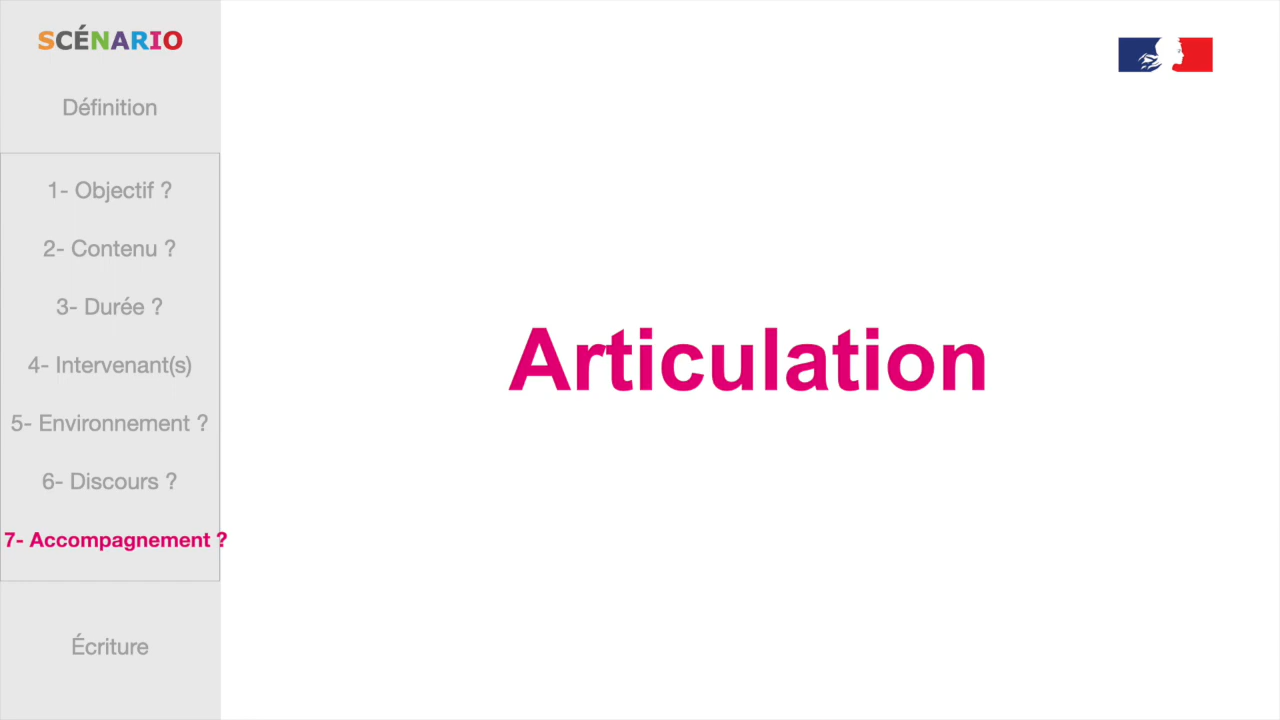 SCÉNARIO
Définition
1- Objectif ?
2- Contenu ?
3- Durée ?
4- Intervenant(s)
5- Environnement ?
6- Discours ?
7- Accompagnement ?
Écriture
Articulation